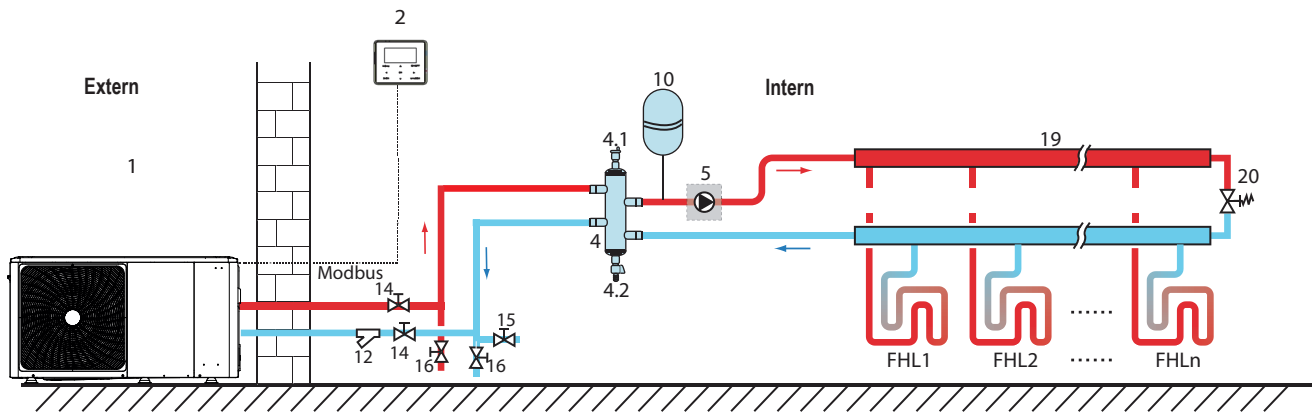 2
Extern
10
Intern
1
4.1
5
19
20
4
Modbus
14
4.2
15
12
14
16
16
FHL1
FHL2
......
FHLn
......